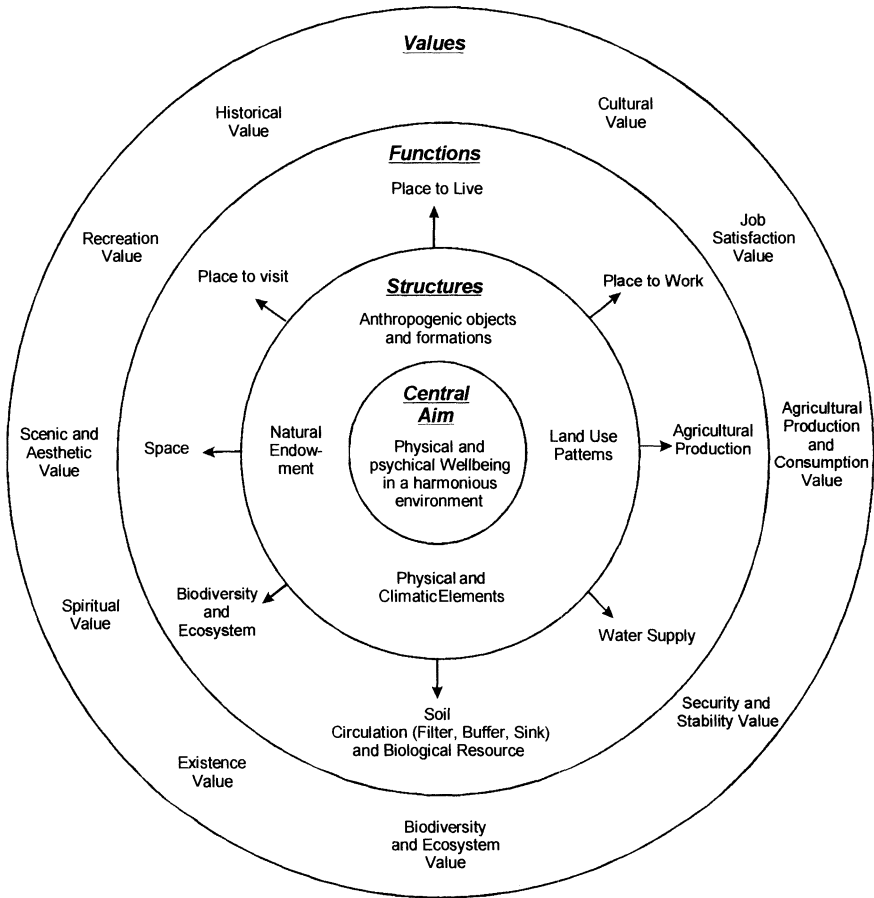 Values
Historical
Value
Cultural
Value
Functions
Place to Live
Recreation
Value
Job
Satisfaction
Value
Place to visit
Place to Work
Structures
Anthropogenic objects
and formations
Central
Aim
Physical and
psychical Wellbeing
in a harmonious
environment
Scenic and
Aesthetic
Value
Space
Natural
Endow-
ment
Land Use
Patterns
Agricultural
Production
Agricultural
Production
and
Consumption
Value
Physical and
Climatic Elements
Biodiversity
and
Ecosystem
Spiritual
Value
Water Supply
Soil
Circulation (Filter, Buffer, Sink)
and Biological Resource
Security and
Stability Value
Existence
Value
Biodiversity
and Ecosystem
Value